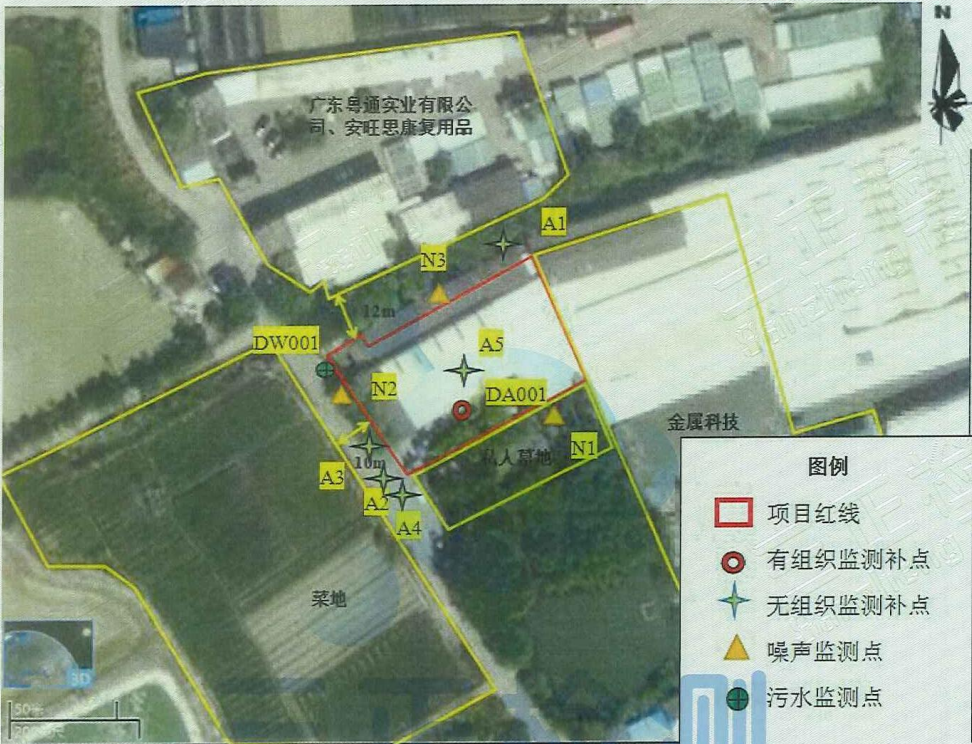 N
广东粤通实业有限公
司、安旺思康复用品
A1
N3
12m
DW001
A5
N2
DA001
金属科技
N1
私人墓地
10m
A3
A2
A4
菜地
图例
项目红线
有组织监测补点
无组织监测补点
噪声监测点
污水监测点
3D
50米